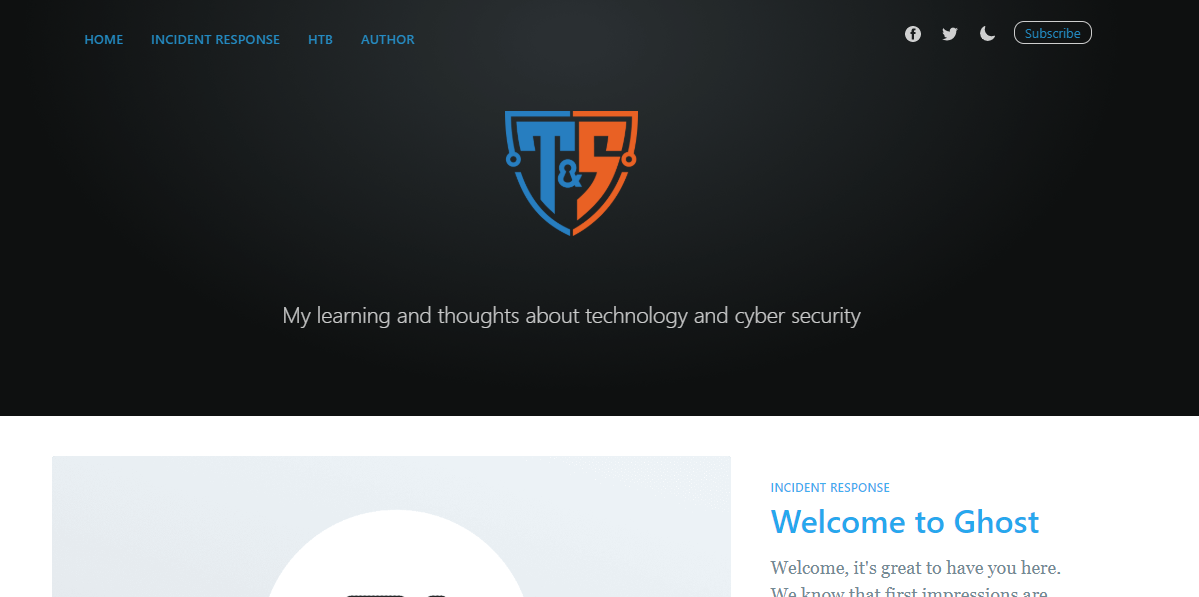 HOME INCIDENT RESPONSE HTB AUTHOR
Subscribe
T&S
My learning and thoughts about technology and cyber security
INCIDENT RESPONSE
Welcome to Ghost
Welcome, it's great to have you here.
We know that first impressions are